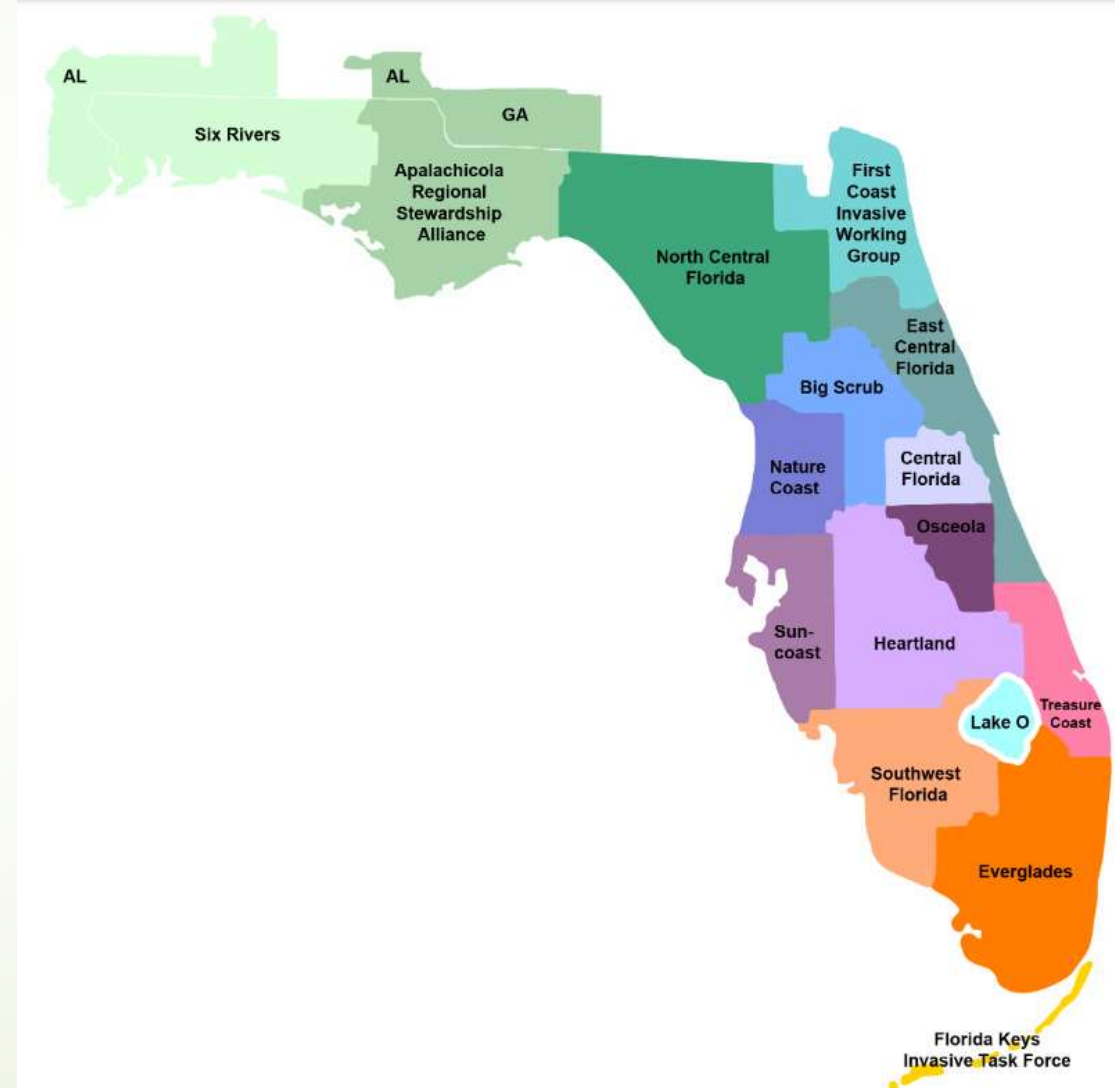 AL
AL
GA
Six Rivers
Apalachicola
Regional
Stewardship
Alliance
First
Coast
Invasive
Working
Group
North Central
Florida
East
Central
Florida
Big Scrub
Nature
Coast
Central
Florida
Osceola
Sun-
coast
Heartland
Lake O
Treasure
Coast
Southwest
Florida
Everglades
Florida Keys
Invasive Task Force